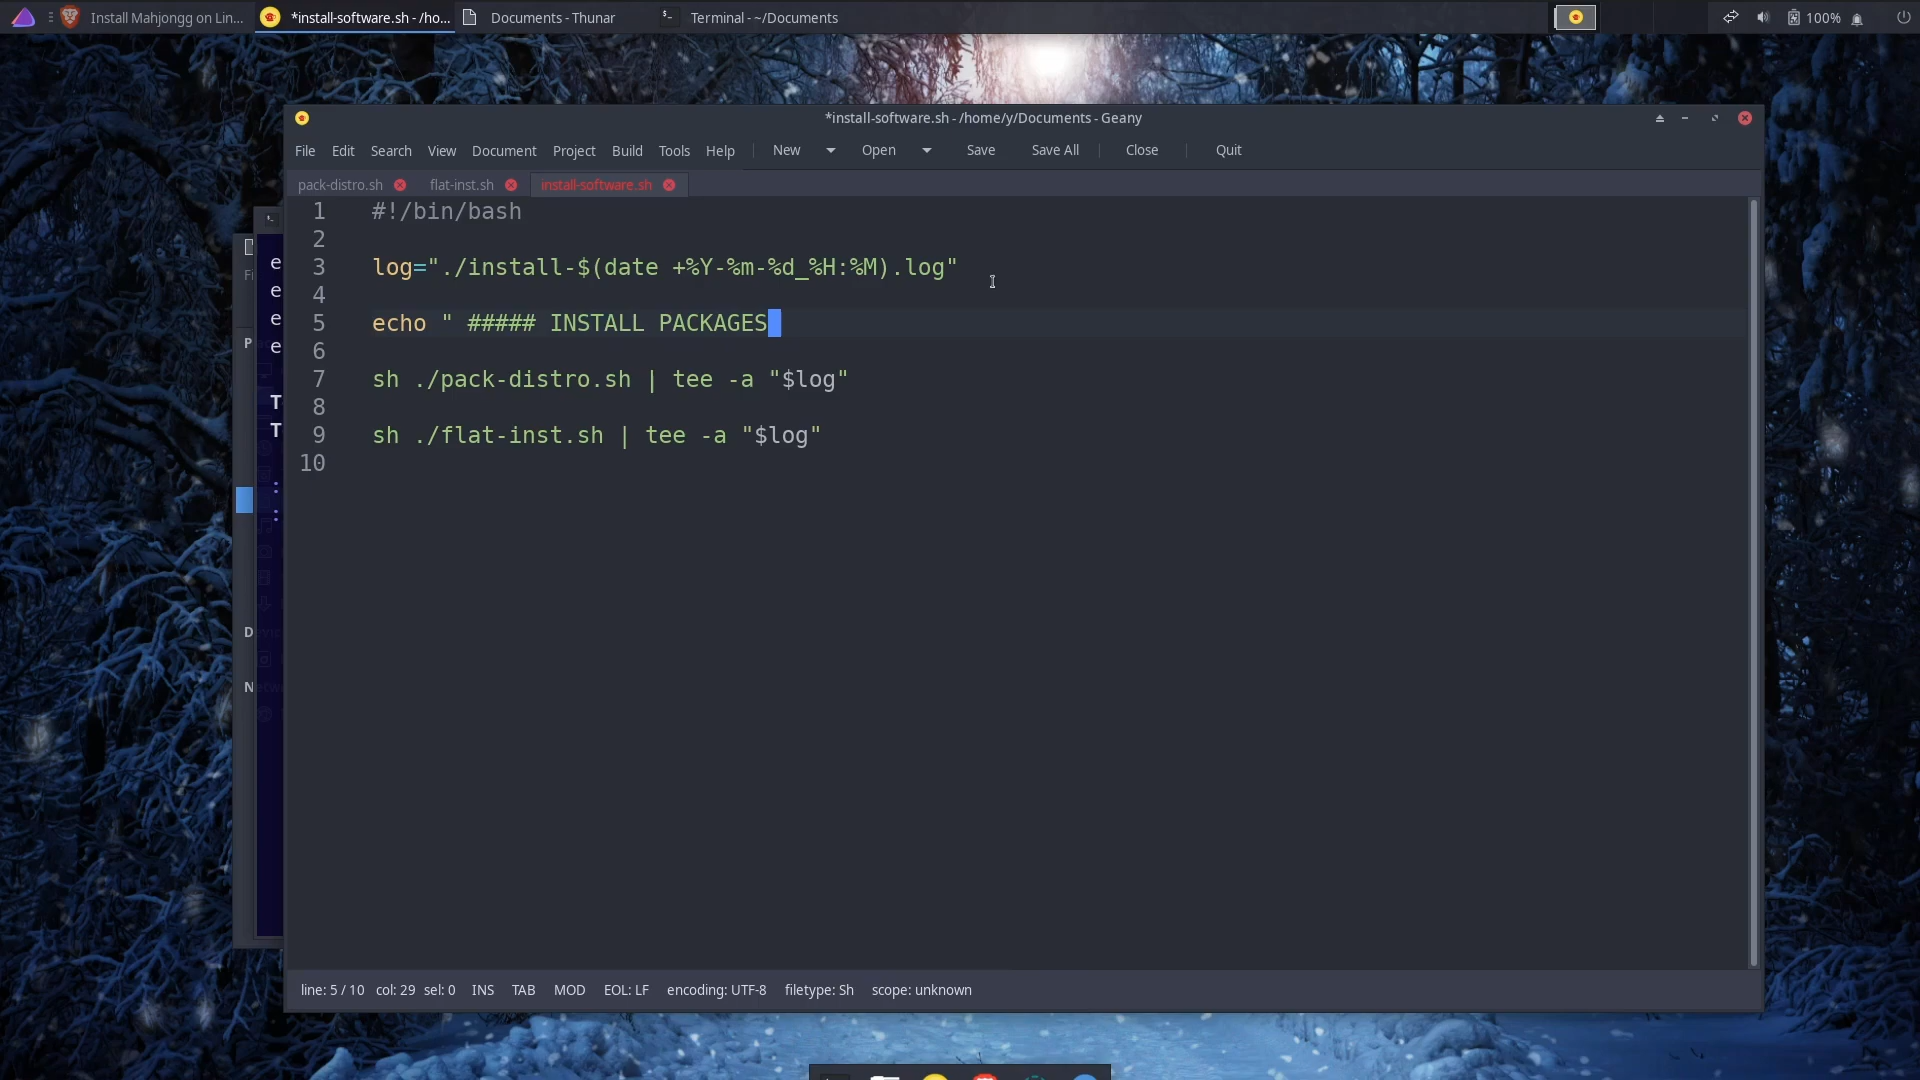 Install Mahjongg on Lin...
*install-software.sh - /ho...
Documents - Thunar
Terminal - ~/Documents
100%
*install-software.sh - /home/y/Documents - Geany
File Edit Search View Document Project Build Tools Help New Open Save Save All Close Quit
pack-distro.sh flat-inst.sh install-software.sh
1 #!/bin/bash
2
3 log="./install-$(date +%Y-%m-%d_%H:%M).log"
4
5 echo " ##### INSTALL PACKAGES
6
7 sh ./pack-distro.sh | tee -a "$log"
8
9 sh ./flat-inst.sh | tee -a "$log"
10
Fi
P
D
N
e
e
e
e
T
T
:
:
line: 5 / 10 col: 29 sel: 0 INS TAB MOD EOL: LF encoding: UTF-8 filetype: Sh scope: unknown